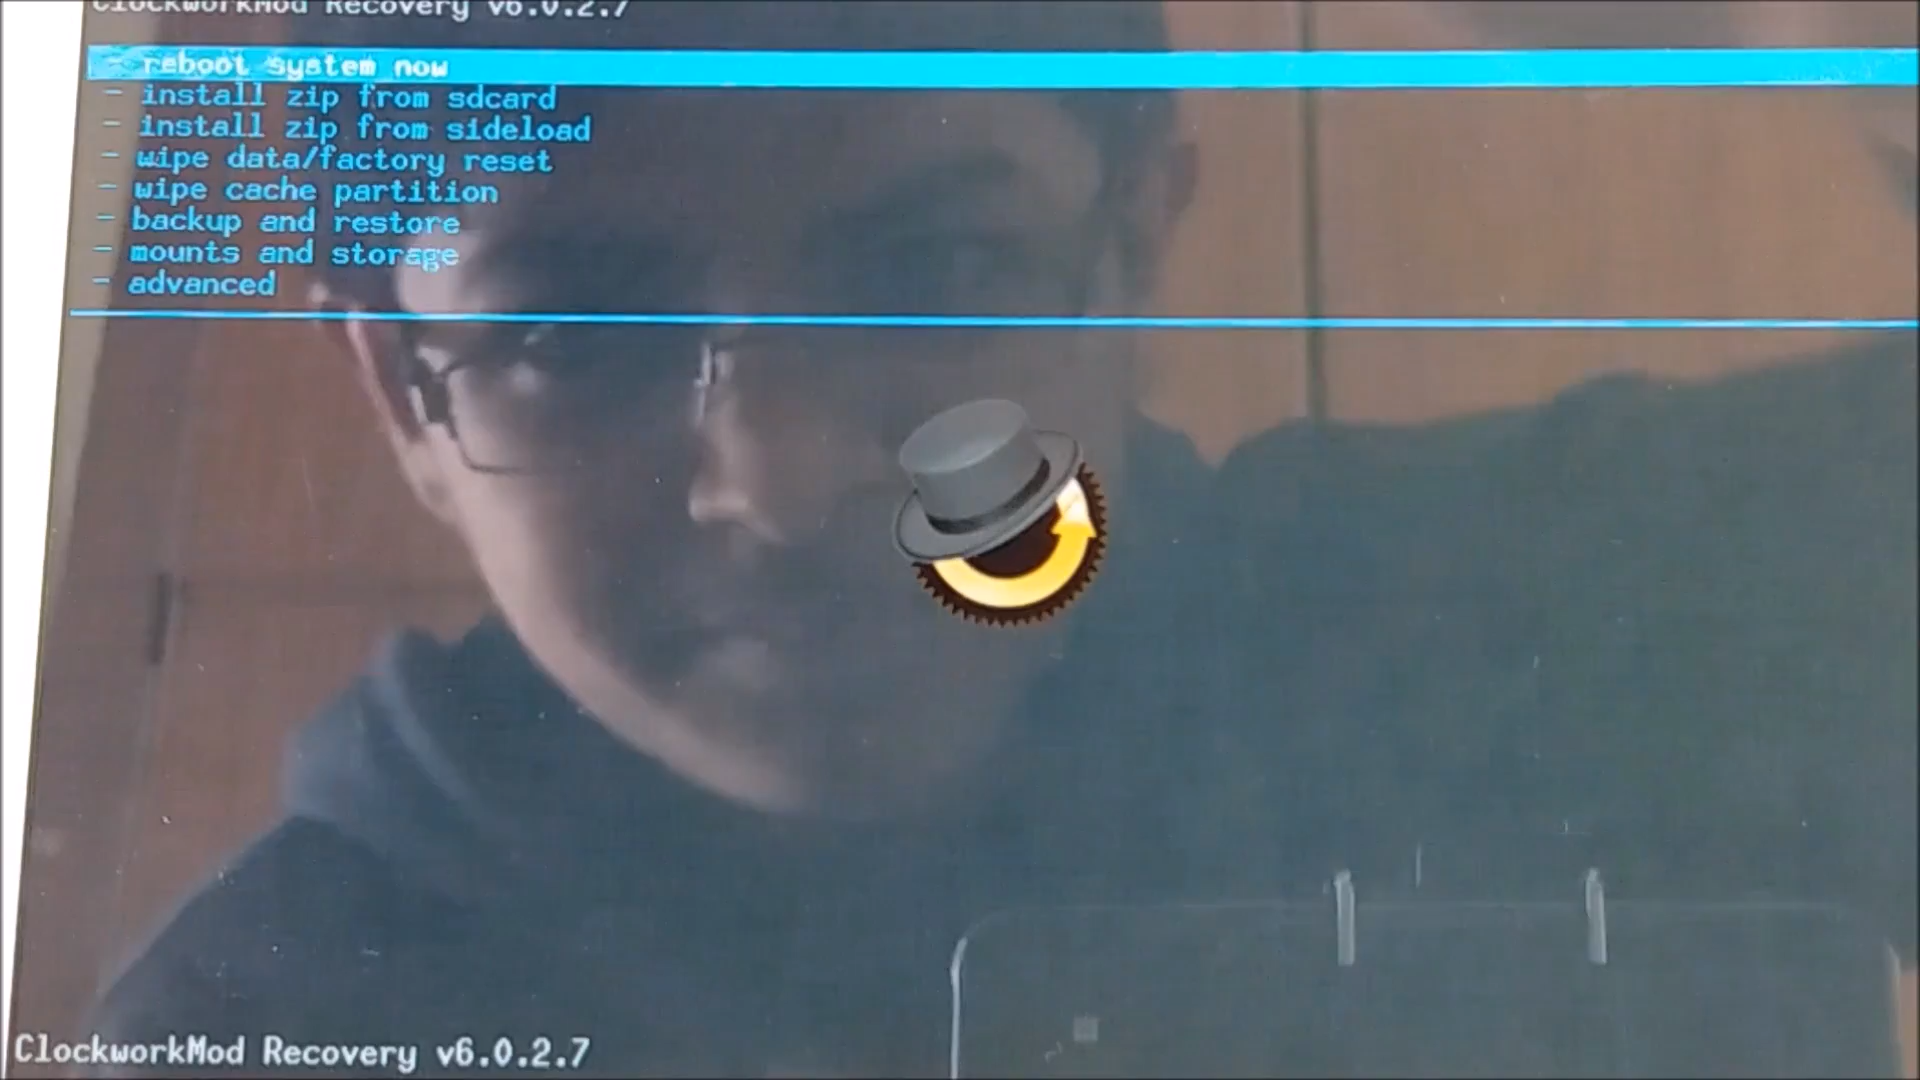 ClockworkMod Recovery v6.0.2.7
- reboot system now
- install zip from sdcard
- install zip from sideload
- wipe data/factory reset
- wipe cache partition
- backup and restore
- mounts and storage
- advanced
ClockworkMod Recovery v6.0.2.7